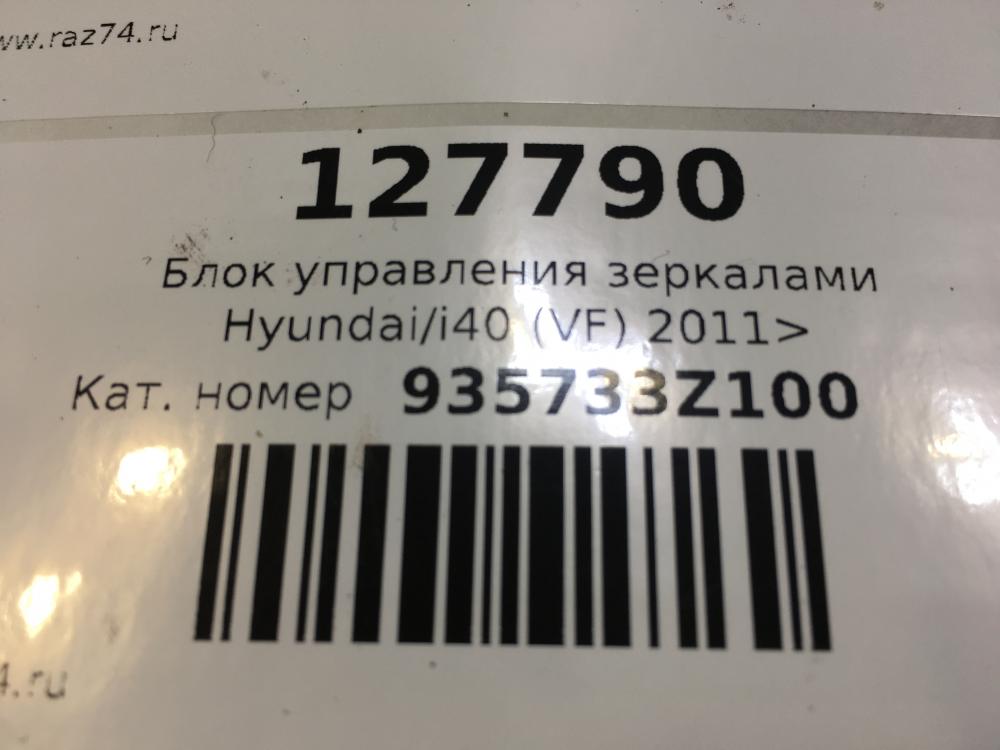 www.raz74.ru
127790
Блок управления зеркалами
Hyundai/i40 (VF) 2011>
Кат. номер 935733Z100
4.ru